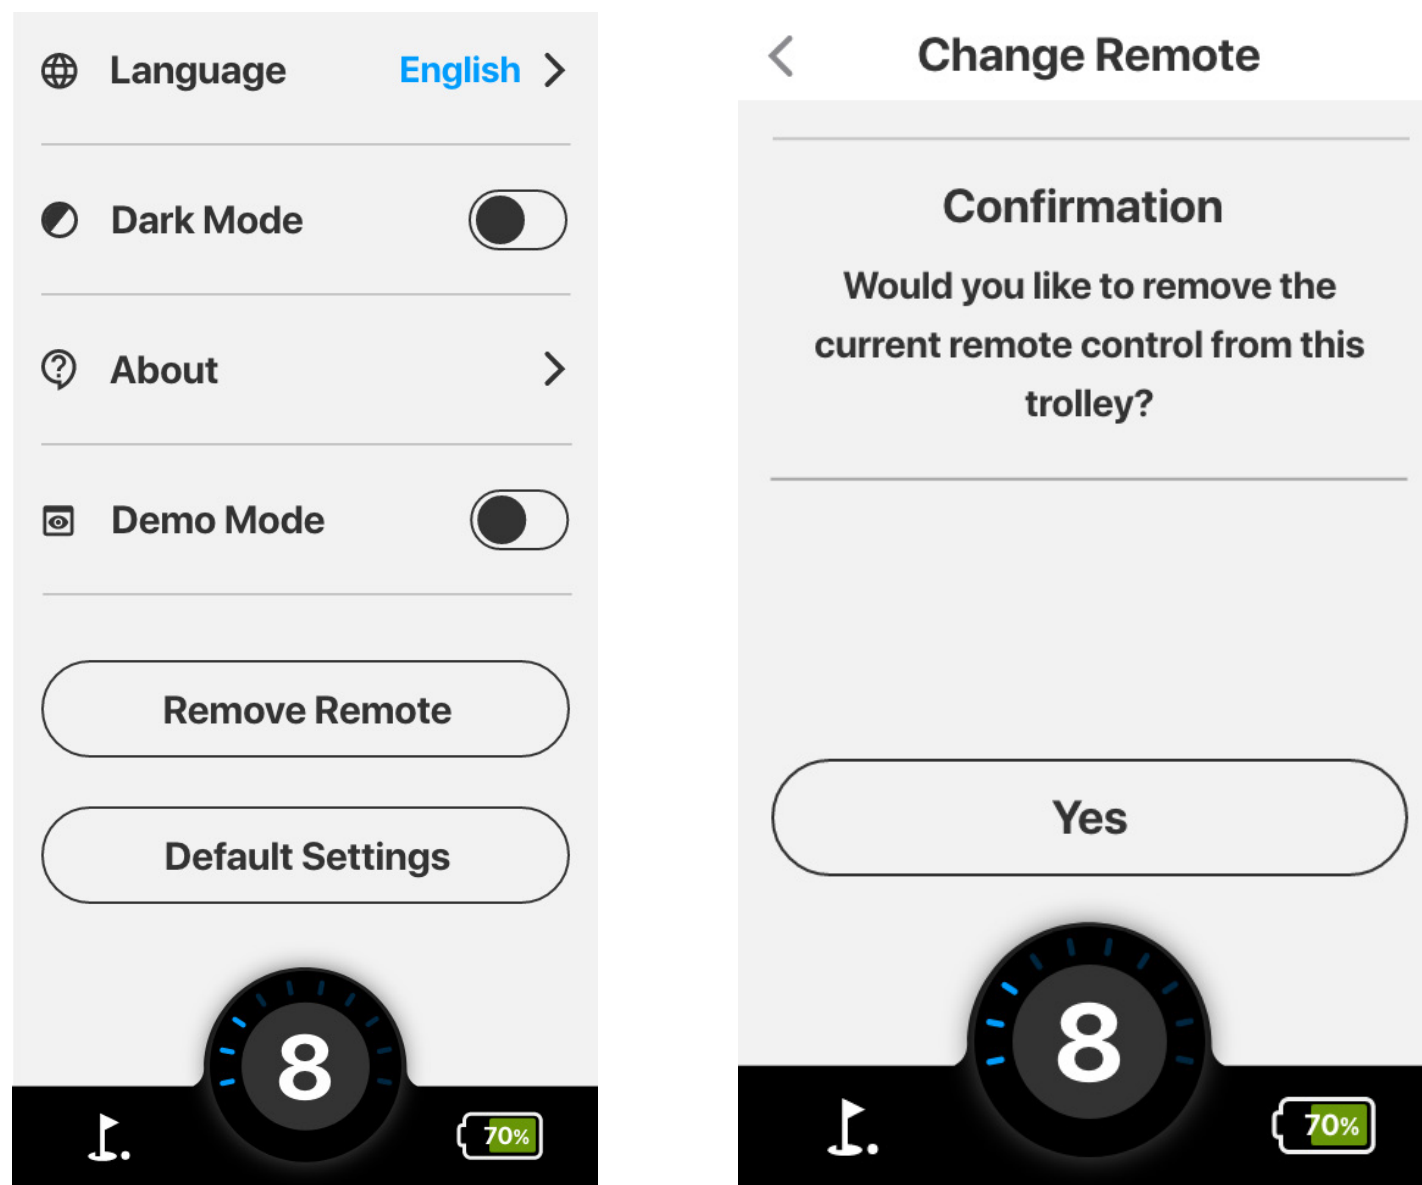 Language English
Dark Mode
About
Demo Mode
Remove Remote
Default Settings
8
70%
Change Remote
Confirmation
Would you like to remove the
current remote control from this
trolley?
Yes
8
70%